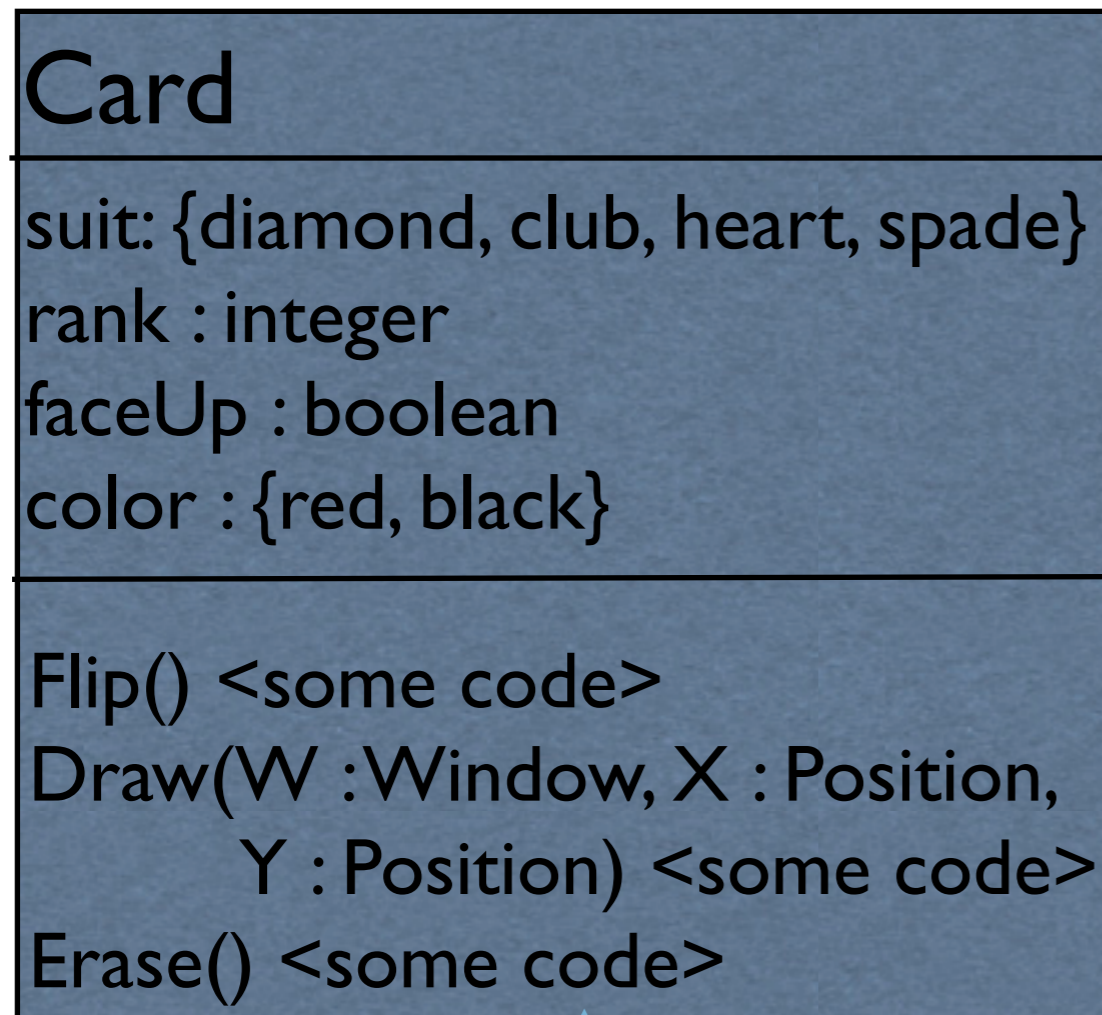 Card
suit: {diamond, club, heart, spade}
rank : integer
faceUp : boolean
color : {red, black}
Flip() <some code>
Draw(W : Window, X : Position,
Y : Position) <some code>
Erase() <some code>